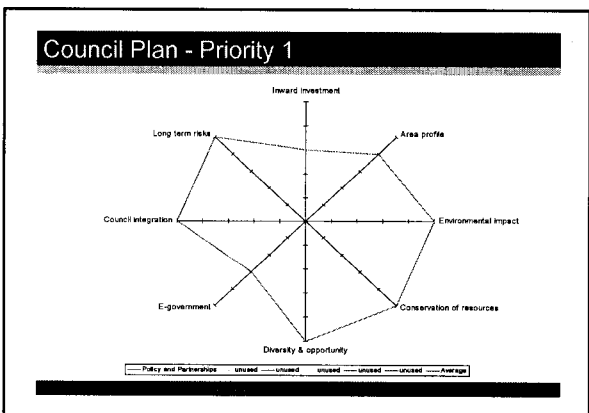 Council Plan - Priority 1
Inward Investment
Long term risks
Area profile
Council integration
Environmental impact
E-government
Conservation of resources
Diversity & opportunity
Policy and Partnerships unused unused unused unused unused Average